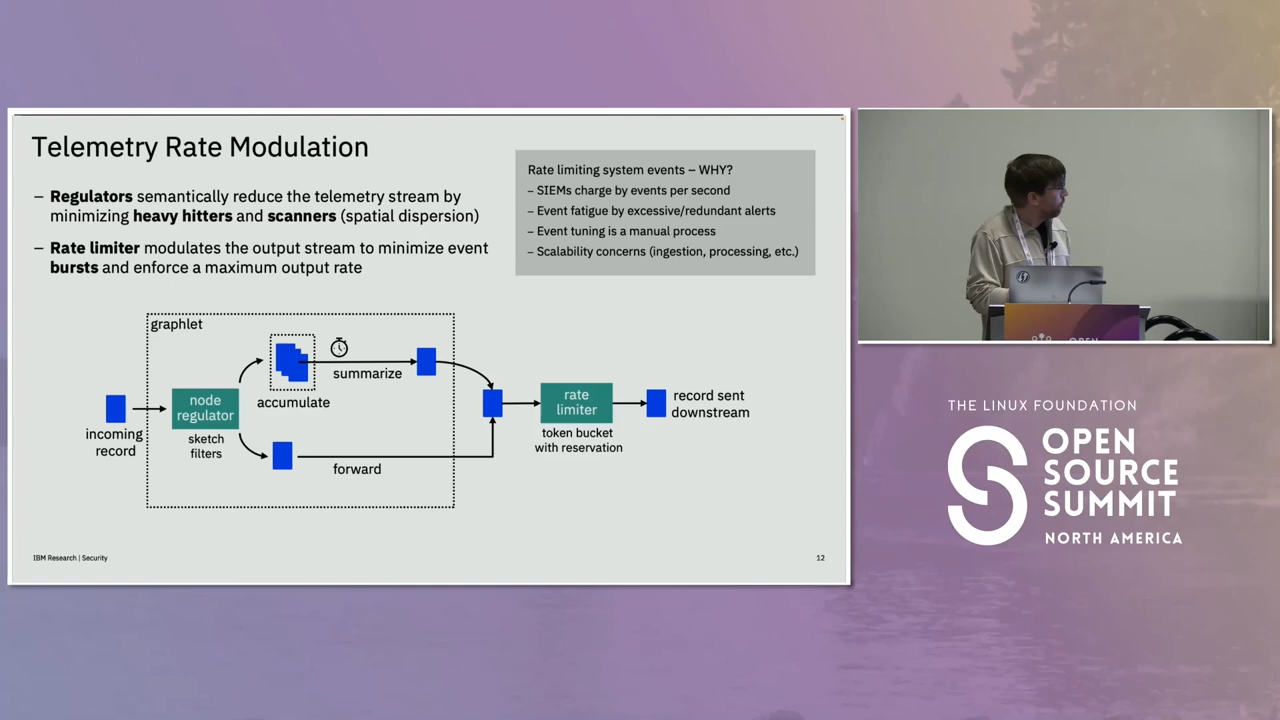 Telemetry Rate Modulation
– Regulators semantically reduce the telemetry stream by
minimizing heavy hitters and scanners (spatial dispersion)
– Rate limiter modulates the output stream to minimize event
bursts and enforce a maximum output rate
Rate limiting system events – WHY?
– SIEMs charge by events per second
– Event fatigue by excessive/redundant alerts
– Event tuning is a manual process
– Scalability concerns (ingestion, processing, etc.)
graphlet
incoming
record
node
regulator
sketch
filters
accumulate
summarize
forward
rate
limiter
token bucket
with reservation
record sent
downstream
IBM Research | Security
12
OPEN
THE LINUX FOUNDATION
OPEN
SOURCE
SUMMIT
NORTH AMERICA